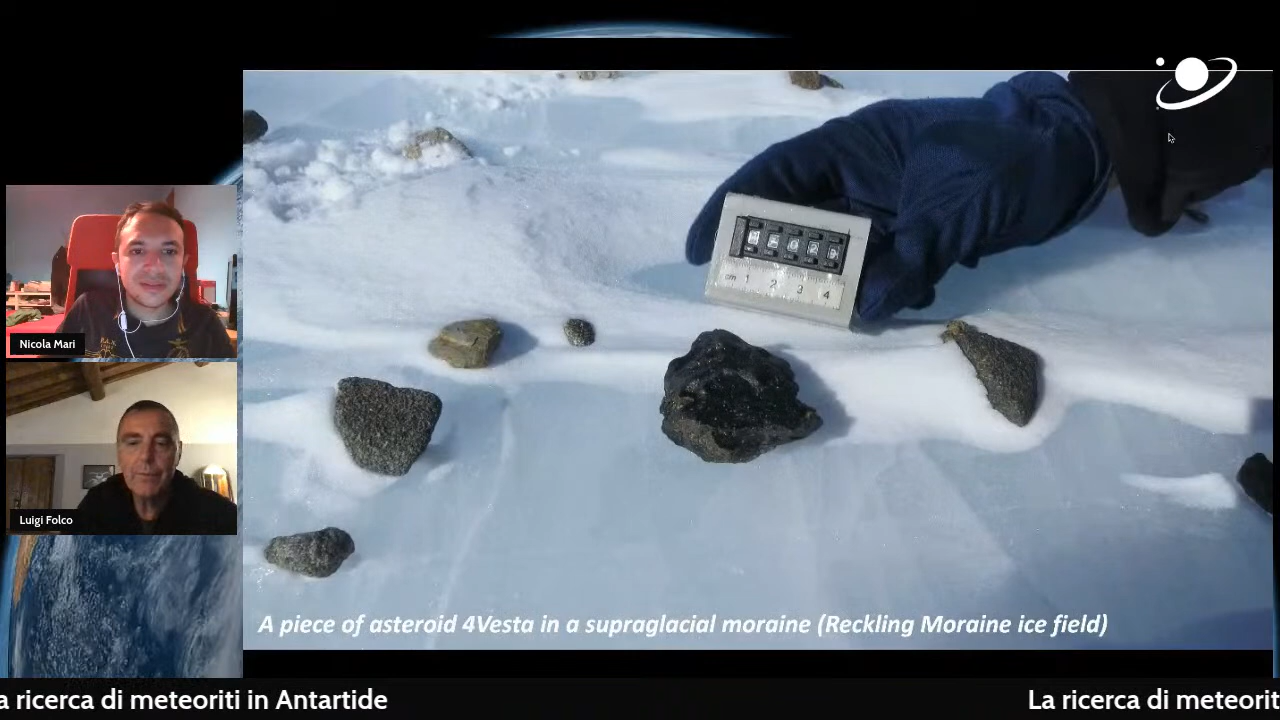 Nicola Mari
Luigi Folco
cm 1 2 3 4
A piece of asteroid 4Vesta in a supraglacial moraine (Reckling Moraine ice field)
a ricerca di meteoriti in Antartide
La ricerca di meteorit